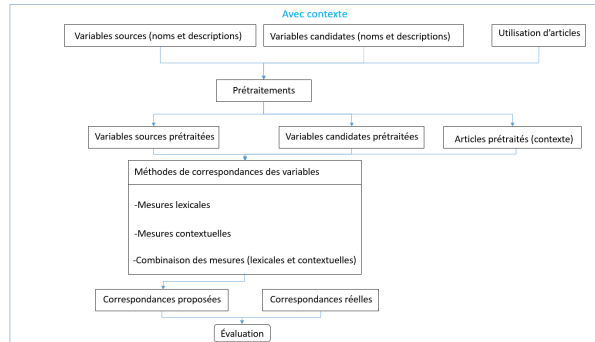 Avec contexte
Variables sources (noms et descriptions)
Variables candidates (noms et descriptions)
Utilisation d'articles
Prétraitements
Variables sources prétraitées
Variables candidates prétraitées
Articles prétraités (contexte)
Méthodes de correspondances des variables
-Mesures lexicales
-Mesures contextuelles
-Combinaison des mesures (lexicales et contextuelles)
Correspondances proposées
Correspondances réelles
Évaluation